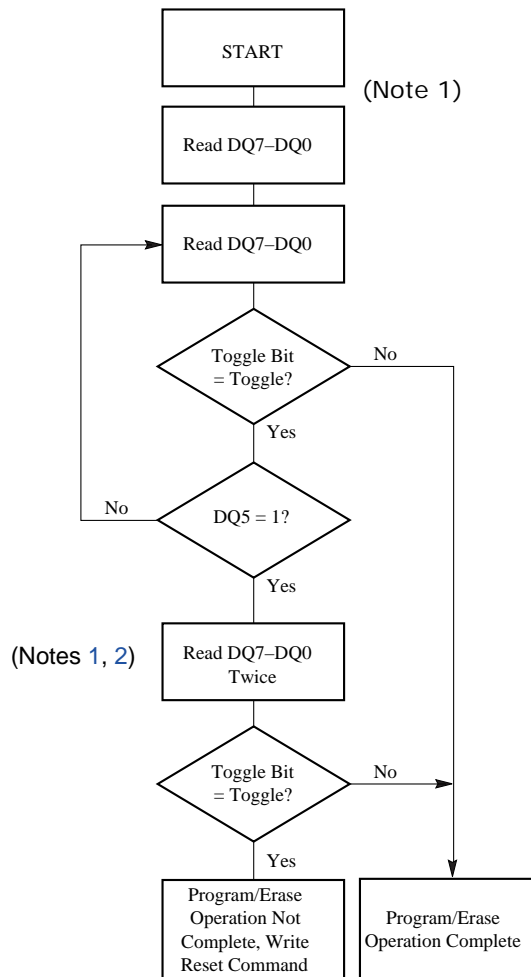 START
(Note 1)
Read DQ7–DQ0
Read DQ7–DQ0
Toggle Bit
= Toggle?
No
Yes
No
DQ5 = 1?
Yes
(Notes 1, 2)
Read DQ7–DQ0
Twice
Toggle Bit
= Toggle?
No
Yes
Program/Erase
Operation Not
Complete, Write
Reset Command
Program/Erase
Operation Complete